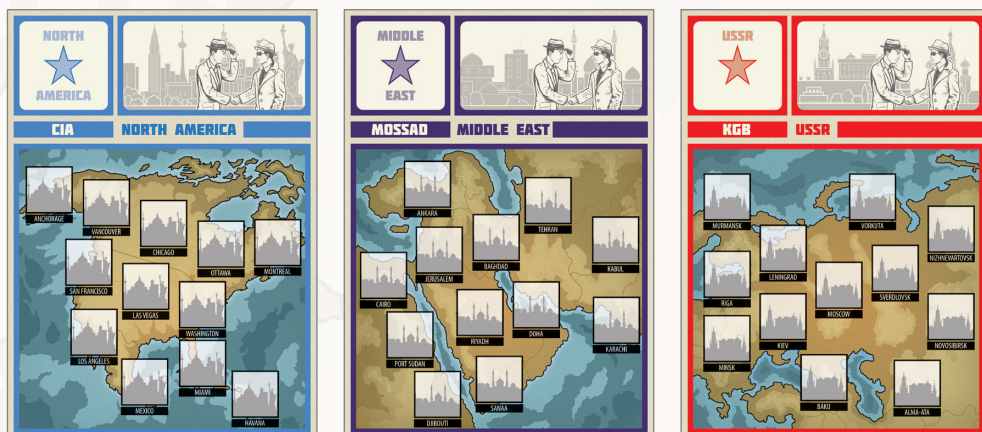 NORTH
AMERICA
CIA NORTH AMERICA
ANCHORAGE
VANCOUVER
CHICAGO
OTTAWA
MONTREAL
SAN FRANCISCO
LAS VEGAS
WASHINGTON
LOS ANGELES
MIAMI
MEXICO
HAVANA
MIDDLE
EAST
MOSSAD MIDDLE EAST
ANKARA
TEHRAN
KABUL
BAGHDAD
JERUSALEM
CAIRO
RIYADH
DOHA
KARACHI
PORT SUDAN
SANAA
DJIBOUTI
USSR
KGB USSR
MURMANSK
VORKUTA
NIZHNEVARTOVSK
LENINGRAD
RIGA
SVERDLOVSK
MOSCOW
KIEV
NOVOSIBIRSK
MINSK
BAKU
ALMA-ATA